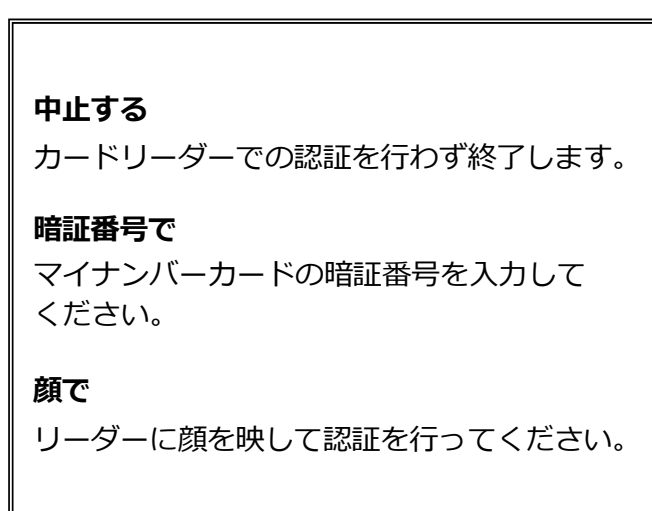 中止する
カードリーダーでの認証を行わず終了します。
暗証番号で
マイナンバーカードの暗証番号を入力して
ください。
顔で
リーダーに顔を映して認証を行ってください。